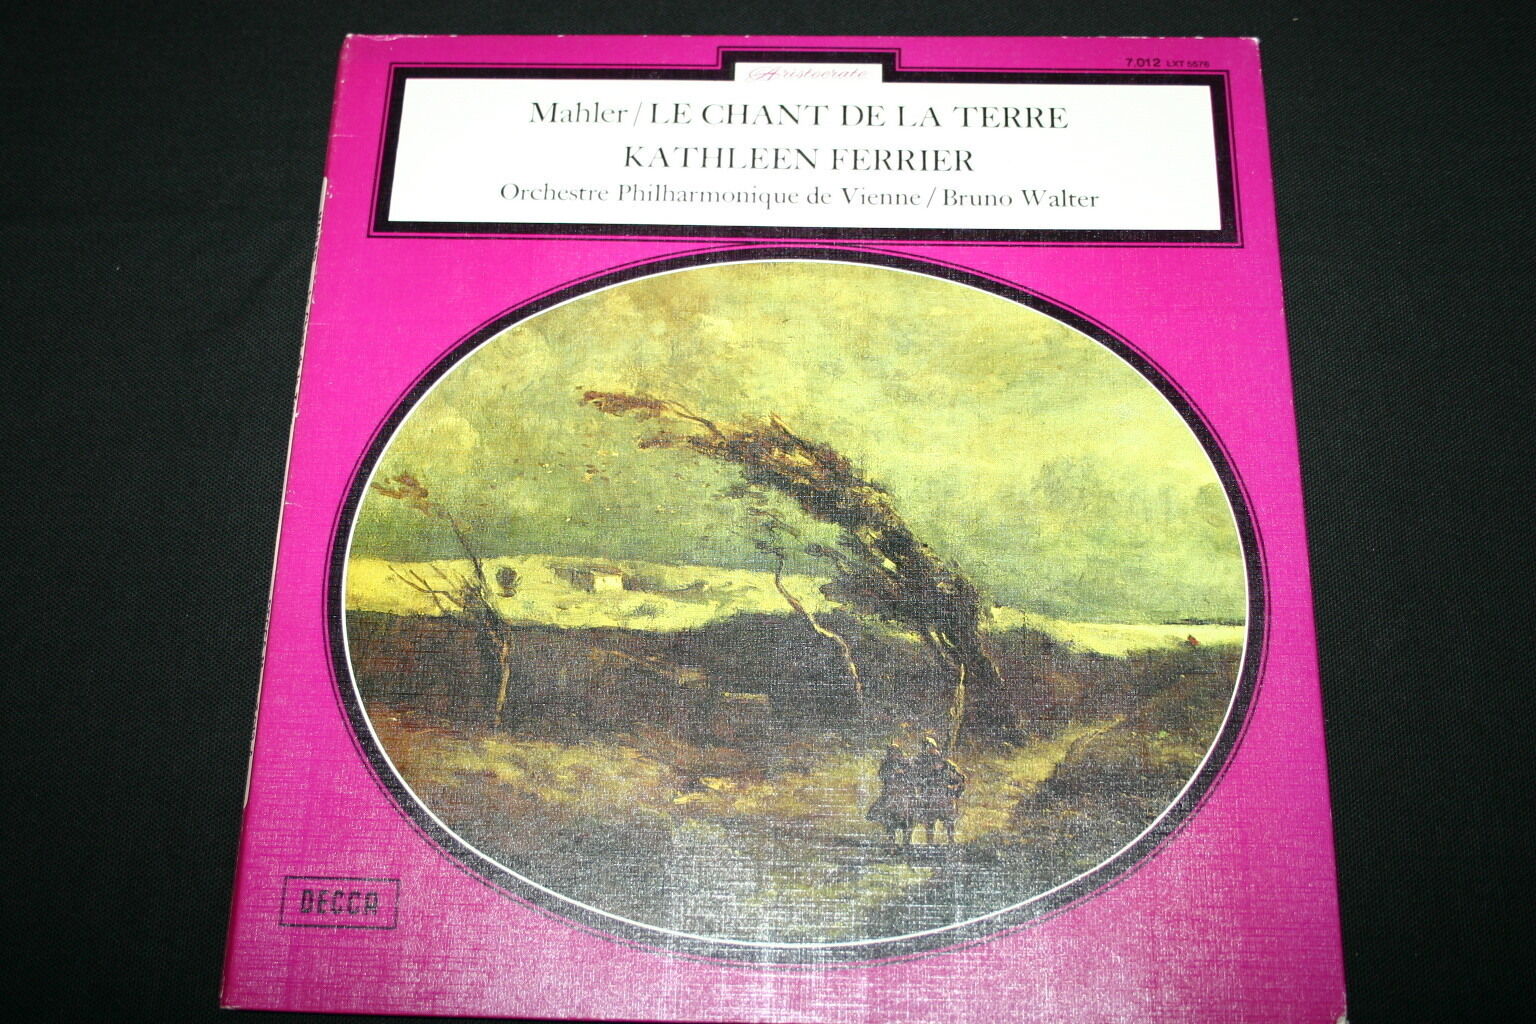 Aristocrate
7.012 LXT 5576
Mahler / LE CHANT DE LA TERRE
KATHLEEN FERRIER
Orchestre Philharmonique de Vienne / Bruno Walter
DECCA